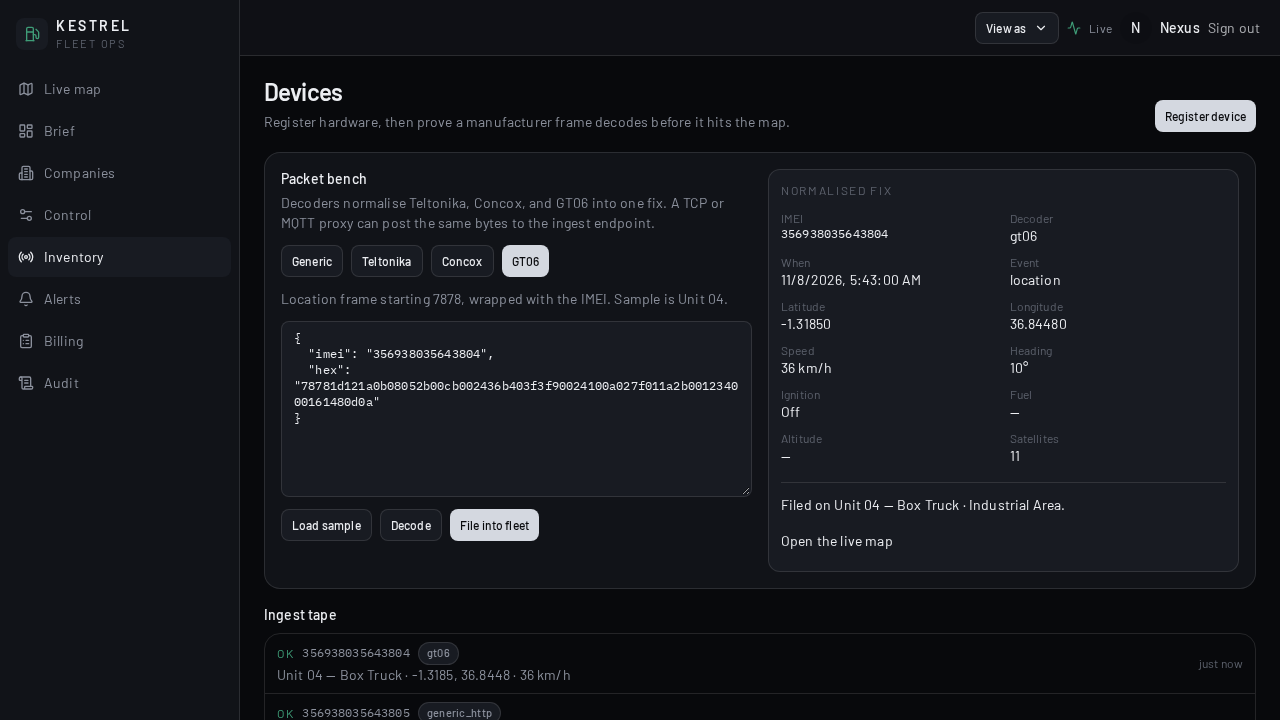 KESTREL
FLEET OPS
Live map
Brief
Companies
Control
Inventory
Alerts
Billing
Audit
View as
Live
N
Nexus
Sign out
Devices
Register hardware, then prove a manufacturer frame decodes before it hits the map.
Register device
Packet bench
Decoders normalise Teltonika, Concox, and GT06 into one fix. A TCP or
MQTT proxy can post the same bytes to the ingest endpoint.
Generic
Teltonika
Concox
GT06
Location frame starting 7878, wrapped with the IMEI. Sample is Unit 04.
{
"imei": "356938035643804",
"hex":
"78781d121a0b08052b00cb002436b403f3f90024100a027f011a2b0012340
00161480d0a"
}
Load sample
Decode
File into fleet
NORMALISED FIX
IMEI
356938035643804
Decoder
gt06
When
11/8/2026, 5:43:00 AM
Event
location
Latitude
-1.31850
Longitude
36.84480
Speed
36 km/h
Heading
10°
Ignition
Off
Fuel
—
Altitude
—
Satellites
11
Filed on Unit 04 — Box Truck · Industrial Area.
Open the live map
Ingest tape
OK 356938035643804 gt06
Unit 04 — Box Truck · -1.3185, 36.8448 · 36 km/h
just now
OK 356938035643805 generic_http